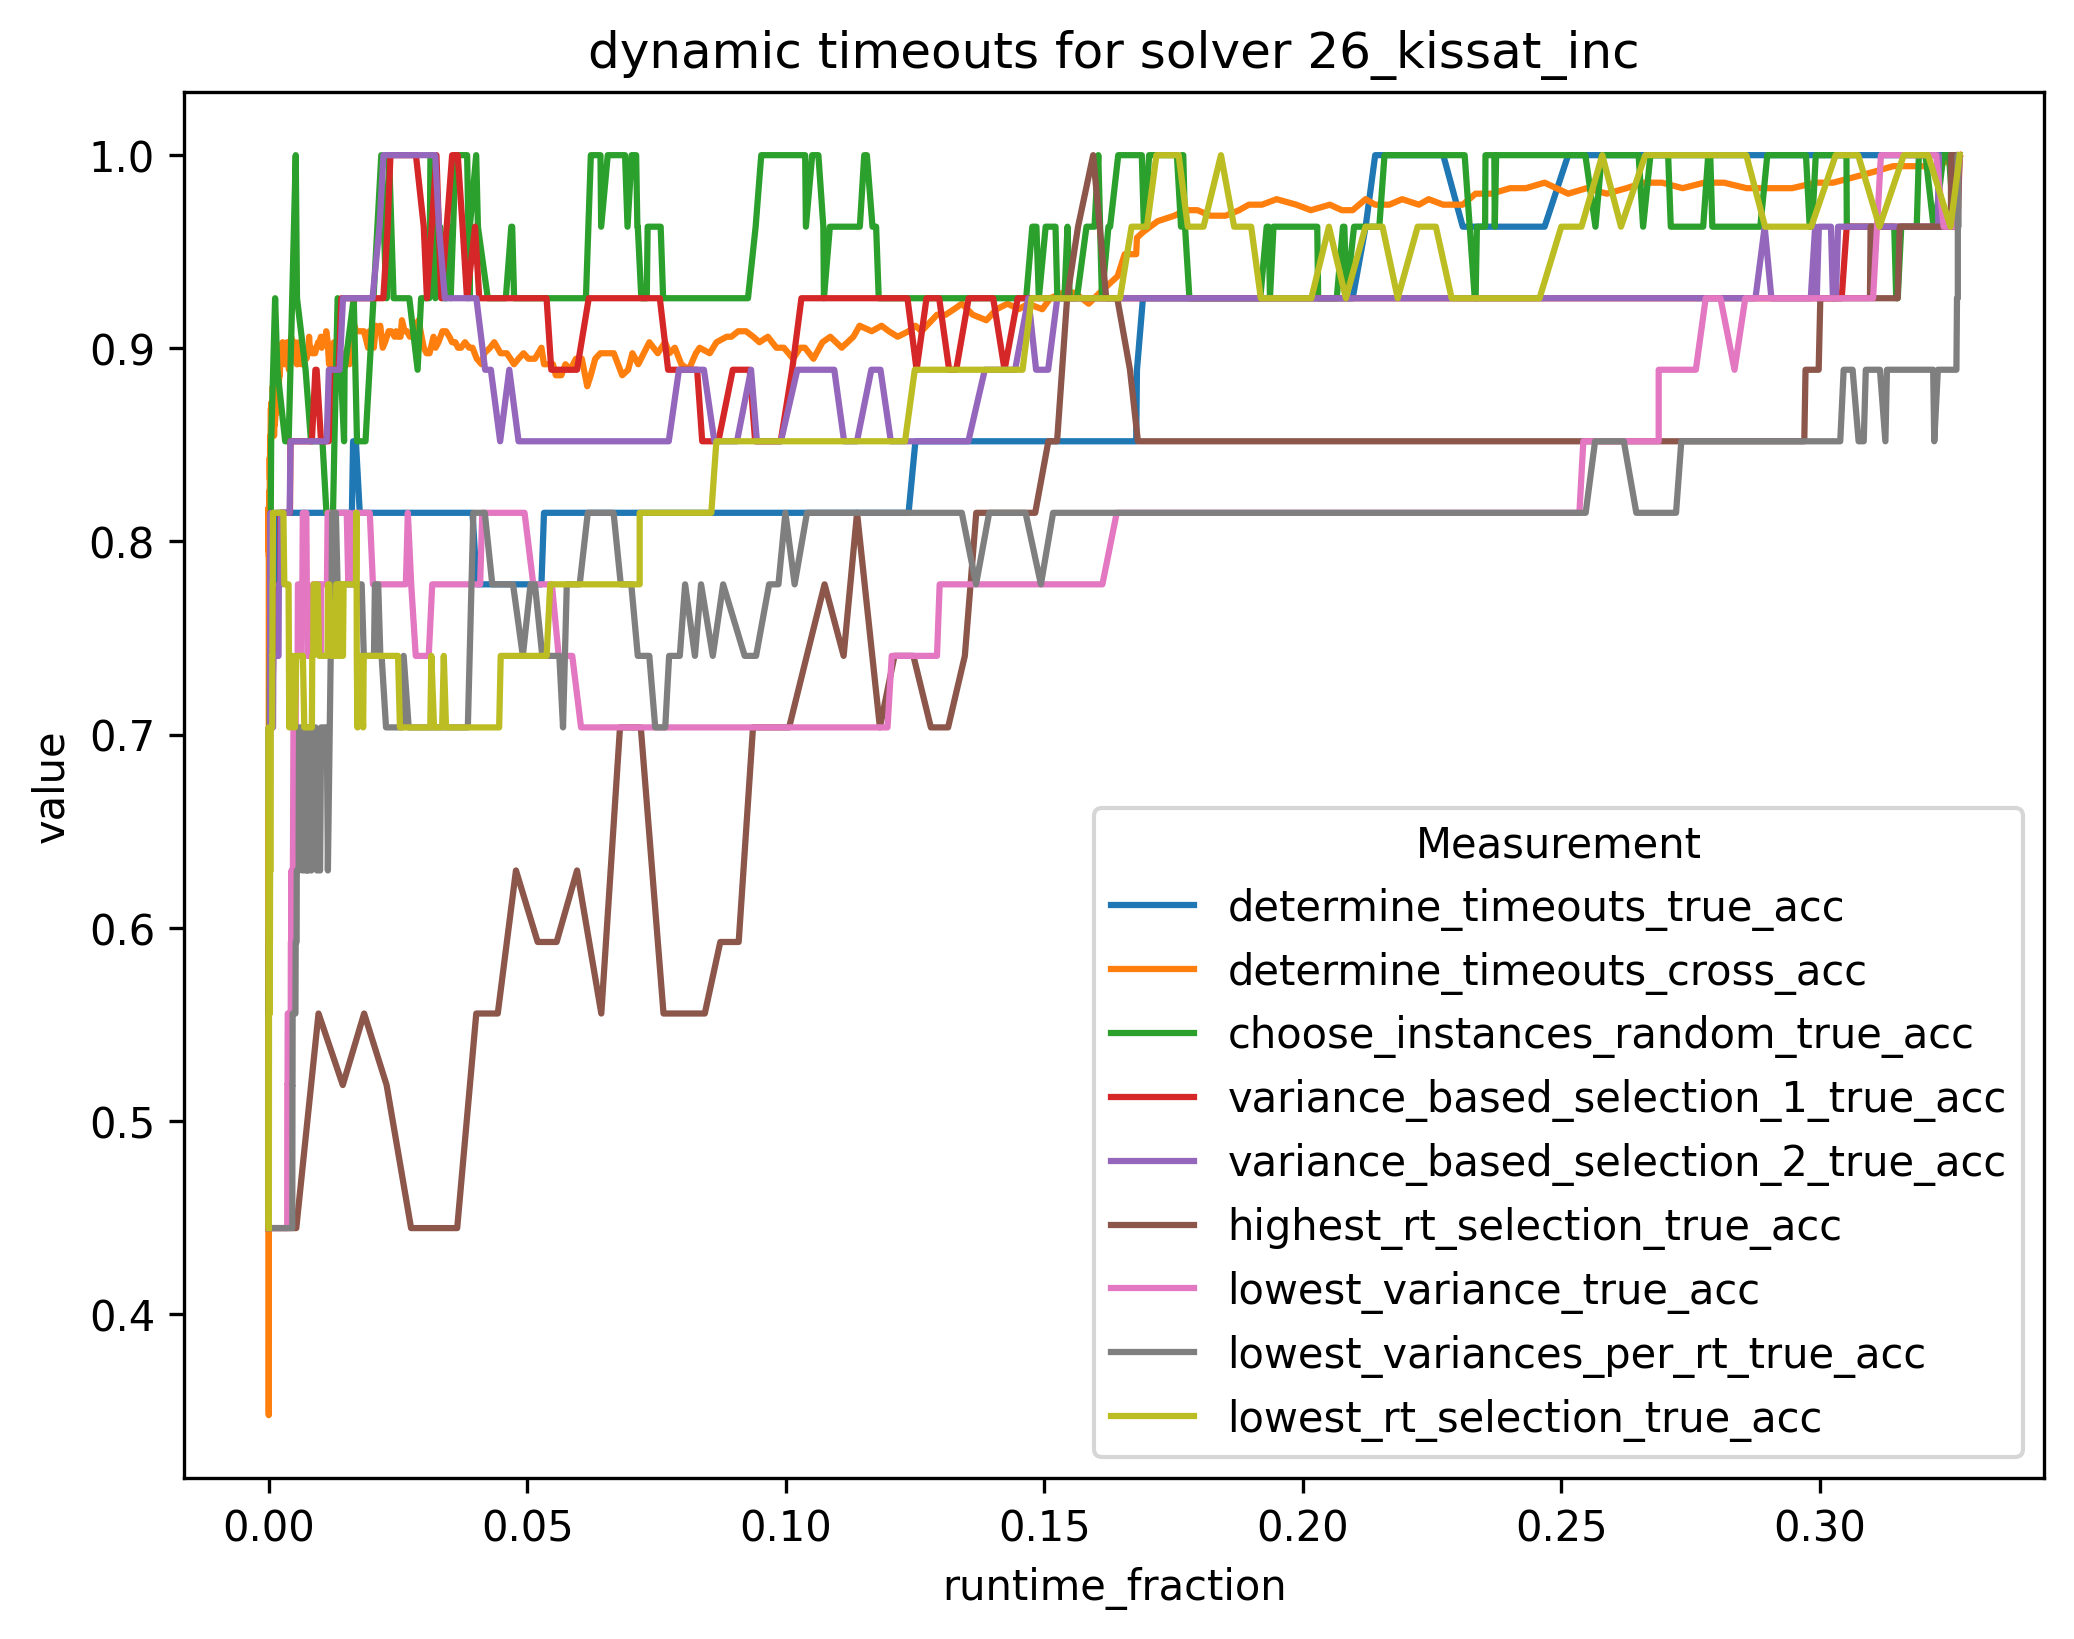 dynamic timeouts for solver 26_kissat_inc
1.0
0.9
0.8
0.7
0.6
0.5
0.4
value
Measurement
determine_timeouts_true_acc
determine_timeouts_cross_acc
choose_instances_random_true_acc
variance_based_selection_1_true_acc
variance_based_selection_2_true_acc
highest_rt_selection_true_acc
lowest_variance_true_acc
lowest_variances_per_rt_true_acc
lowest_rt_selection_true_acc
0.00 0.05 0.10 0.15 0.20 0.25 0.30
runtime_fraction